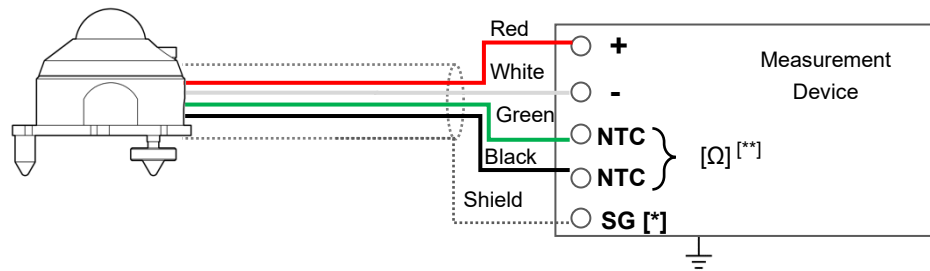 Red
+
Measurement
Device
White
-
Green
NTC
[Ω] [**]
Black
NTC
Shield
SG [*]